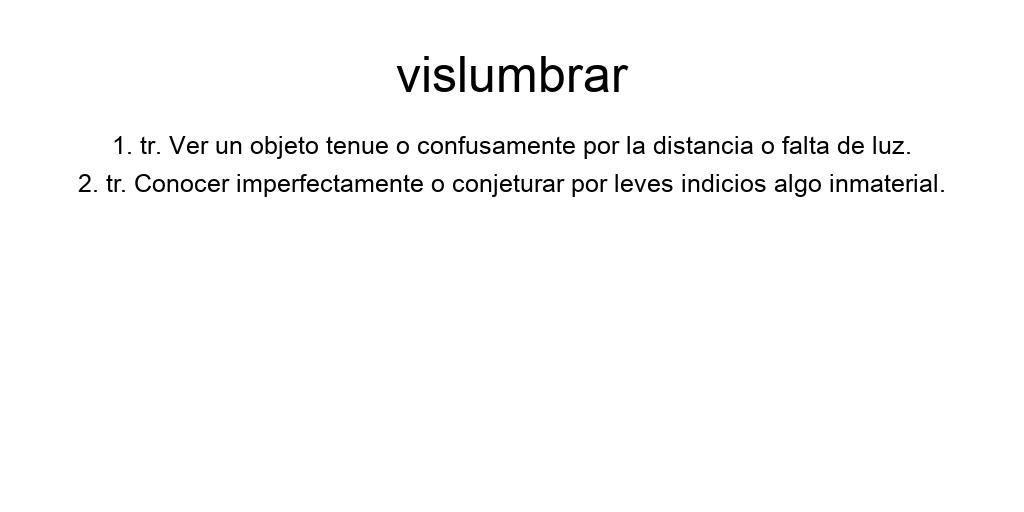 vislumbrar
1. tr. Ver un objeto tenue o confusamente por la distancia o falta de luz.
2. tr. Conocer imperfectamente o conjeturar por leves indicios algo inmaterial.